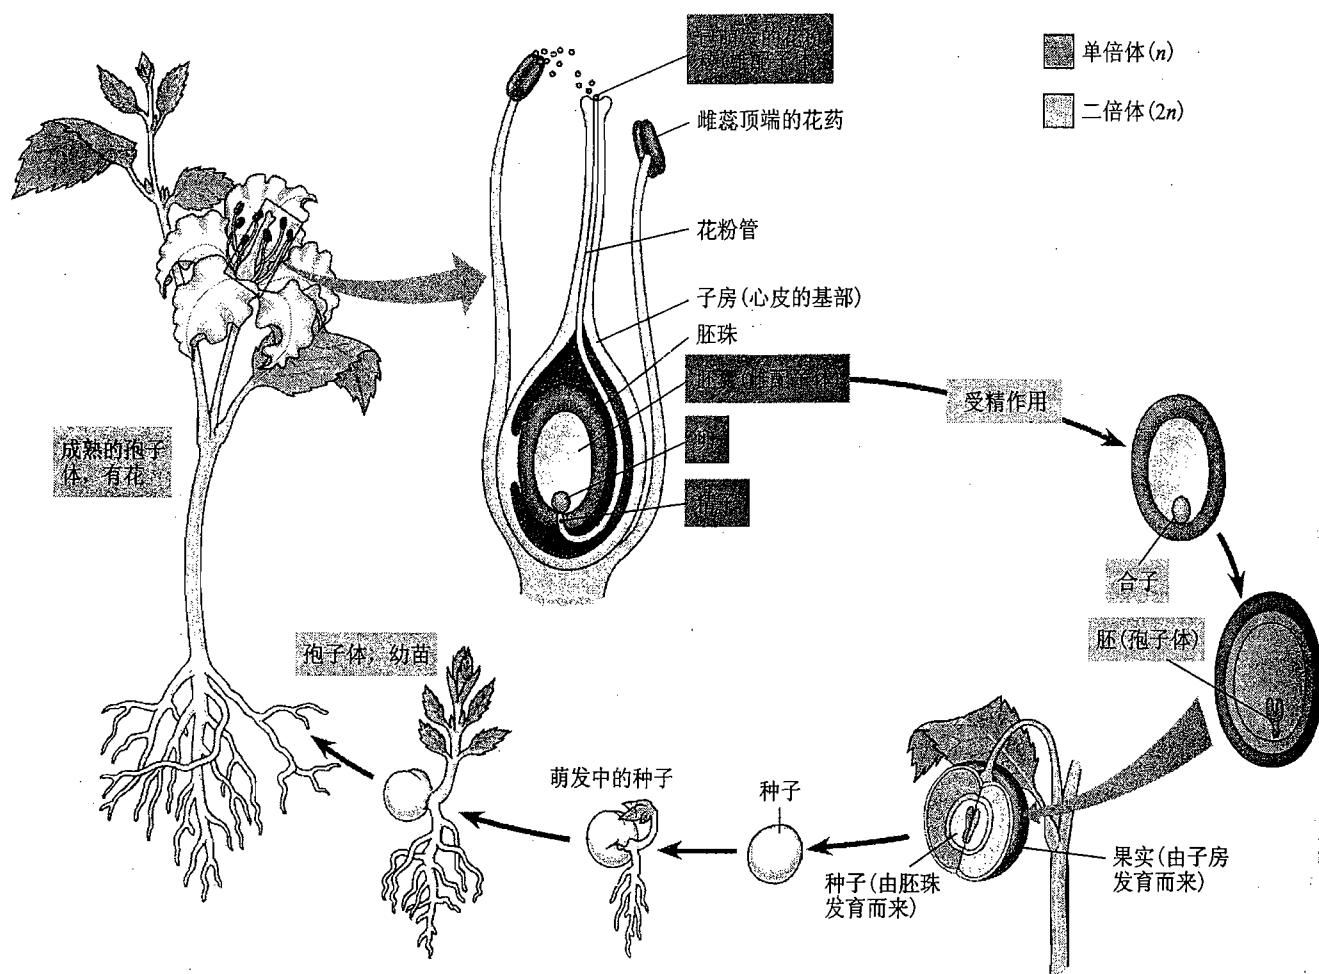 单倍体(n)
二倍体(2n)
雌蕊顶端的花药
花粉管
子房(心皮的基部)
胚珠
受精作用
成熟的孢子
体，有花
合子
胚(孢子体)
孢子体，幼苗
萌发中的种子
种子
种子(由胚珠
发育而来)
果实(由子房
发育而来)